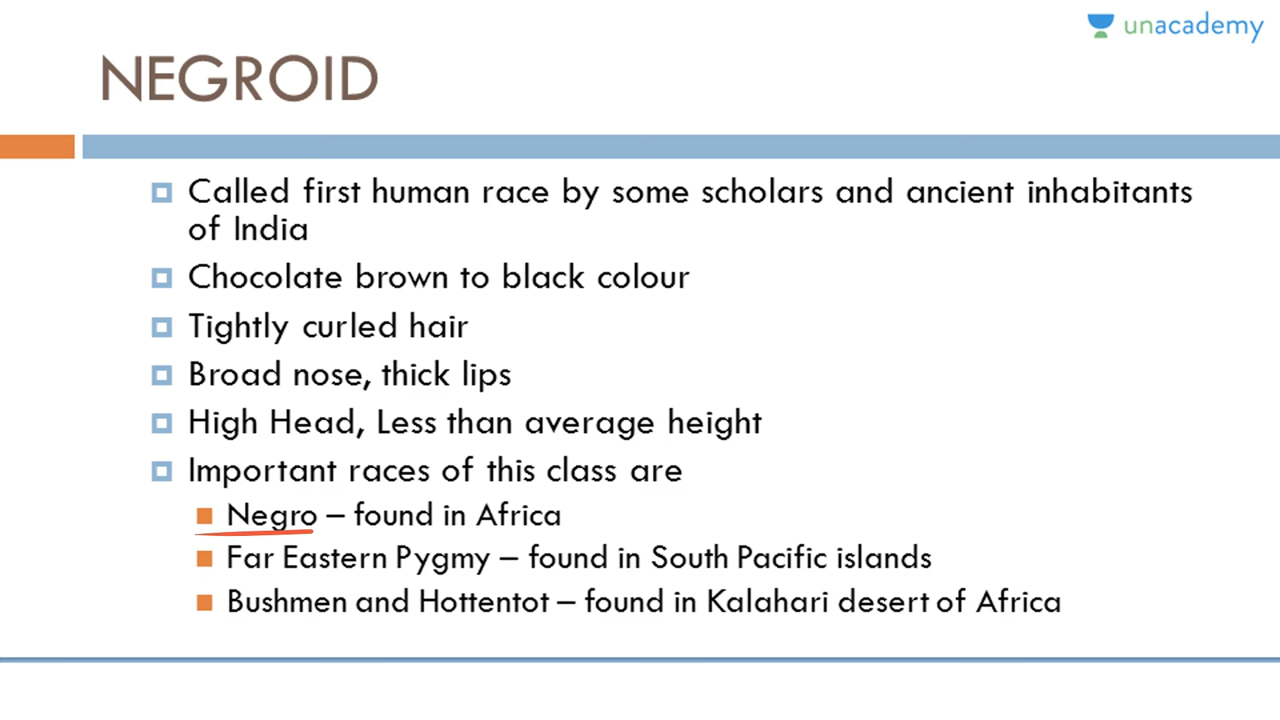 unacademy
NEGROID
Called first human race by some scholars and ancient inhabitants
of India
Chocolate brown to black colour
Tightly curled hair
Broad nose, thick lips
High Head, Less than average height
Important races of this class are
Negro – found in Africa
Far Eastern Pygmy – found in South Pacific islands
Bushmen and Hottentot – found in Kalahari desert of Africa